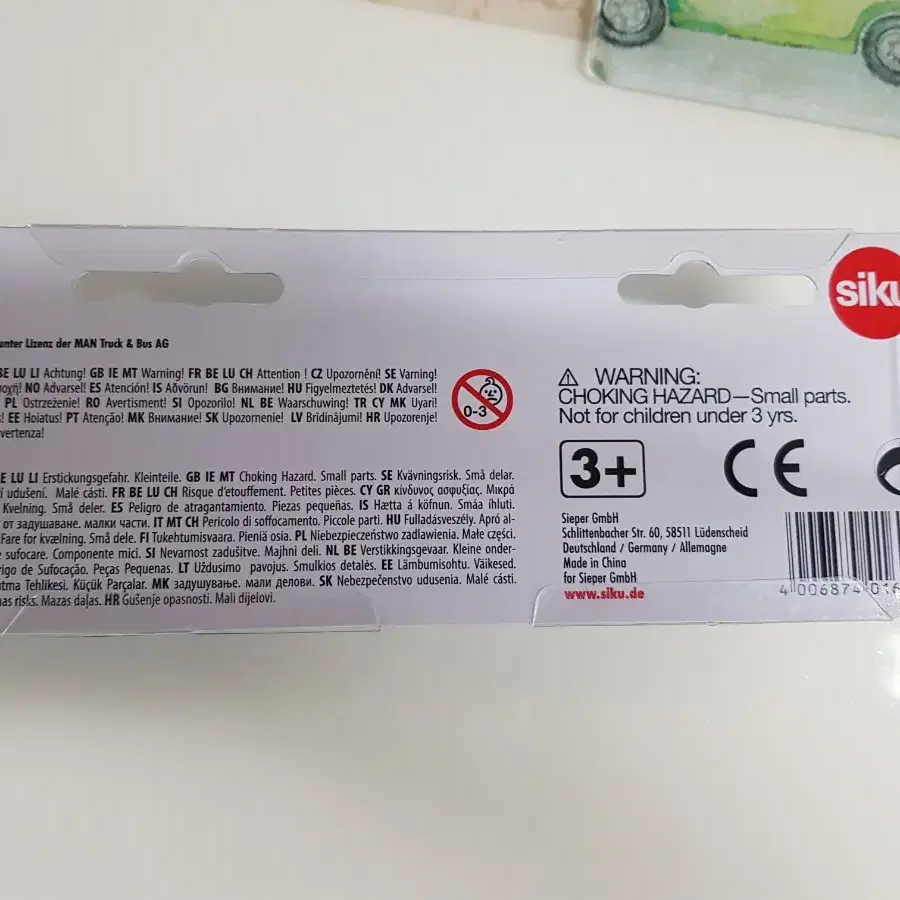 siku
unter Lizenz der MAN Truck & Bus AG
BE LU LI Achtung! GB IE MT Warning! FR BE LU CH Attention ! CZ Upozornění! SE Varning!
NO Advarsel! ES Atención! IS Aðvörun! BG Внимание! HU Figyelmeztetés! DK Advarsel!
PL Ostrzeżenie! RO Avertisment! SI Opozorilo! NL BE Waarschuwing! TR CY MK Uyari!
EE Hoiatus! PT Atenção! MK Внимание! SK Upozornenie! LV Brīdinājumi! HR Upozorenje!
vertenza!
0-3
E LU LI Erstickungsgefahr. Kleinteile. GB IE MT Choking Hazard. Small parts. SE Kvävningsrisk. Små delar.
í udušení. Malé cásti. FR BE LU CH Risque d'etouffement. Petites pièces. CY GR κίνδυνος ασφυξίας. Μικρά
Kvelning. Små deler. ES Peligro de atragantamiento. Piezas pequeñas. IS Hætta á köfnun. Smáa íhluti.
от задушаване. малки части. IT MT CH Pericolo di soffocamento. Piccole parti. HU Fulladásveszély. Apró al-
Fare for kvælning. Små dele. FI Tukehtumisvaara. Pieniä osia. PL Niebezpieczeństwo zadławienia. Małe części.
e sufocare. Componente mici. SI Nevarnost zadušitve. Majhni deli. NL BE Verstikkingsgevaar. Kleine onder-
rigo de Sufocação. Peças Pequenas. LT Uždusimo pavojus. Smulkios detalės. EE Lämbumisohtu. Väikesed.
tma Tehlikesi. Küçük Parçalar. MK задушување. мали делови. SK Nebezpečenstvo udusenia. Malé cásti.
as risks. Mazas daļas. HR Gušenje opasnosti. Mali dijelovi.
⚠ WARNING:
CHOKING HAZARD—Small parts.
Not for children under 3 yrs.
3+ CE
Sieper GmbH
Schlittenbacher Str. 60, 58511 Lüdenscheid
Deutschland / Germany / Allemagne
Made in China
for Sieper GmbH
www.siku.de
4 006874 016